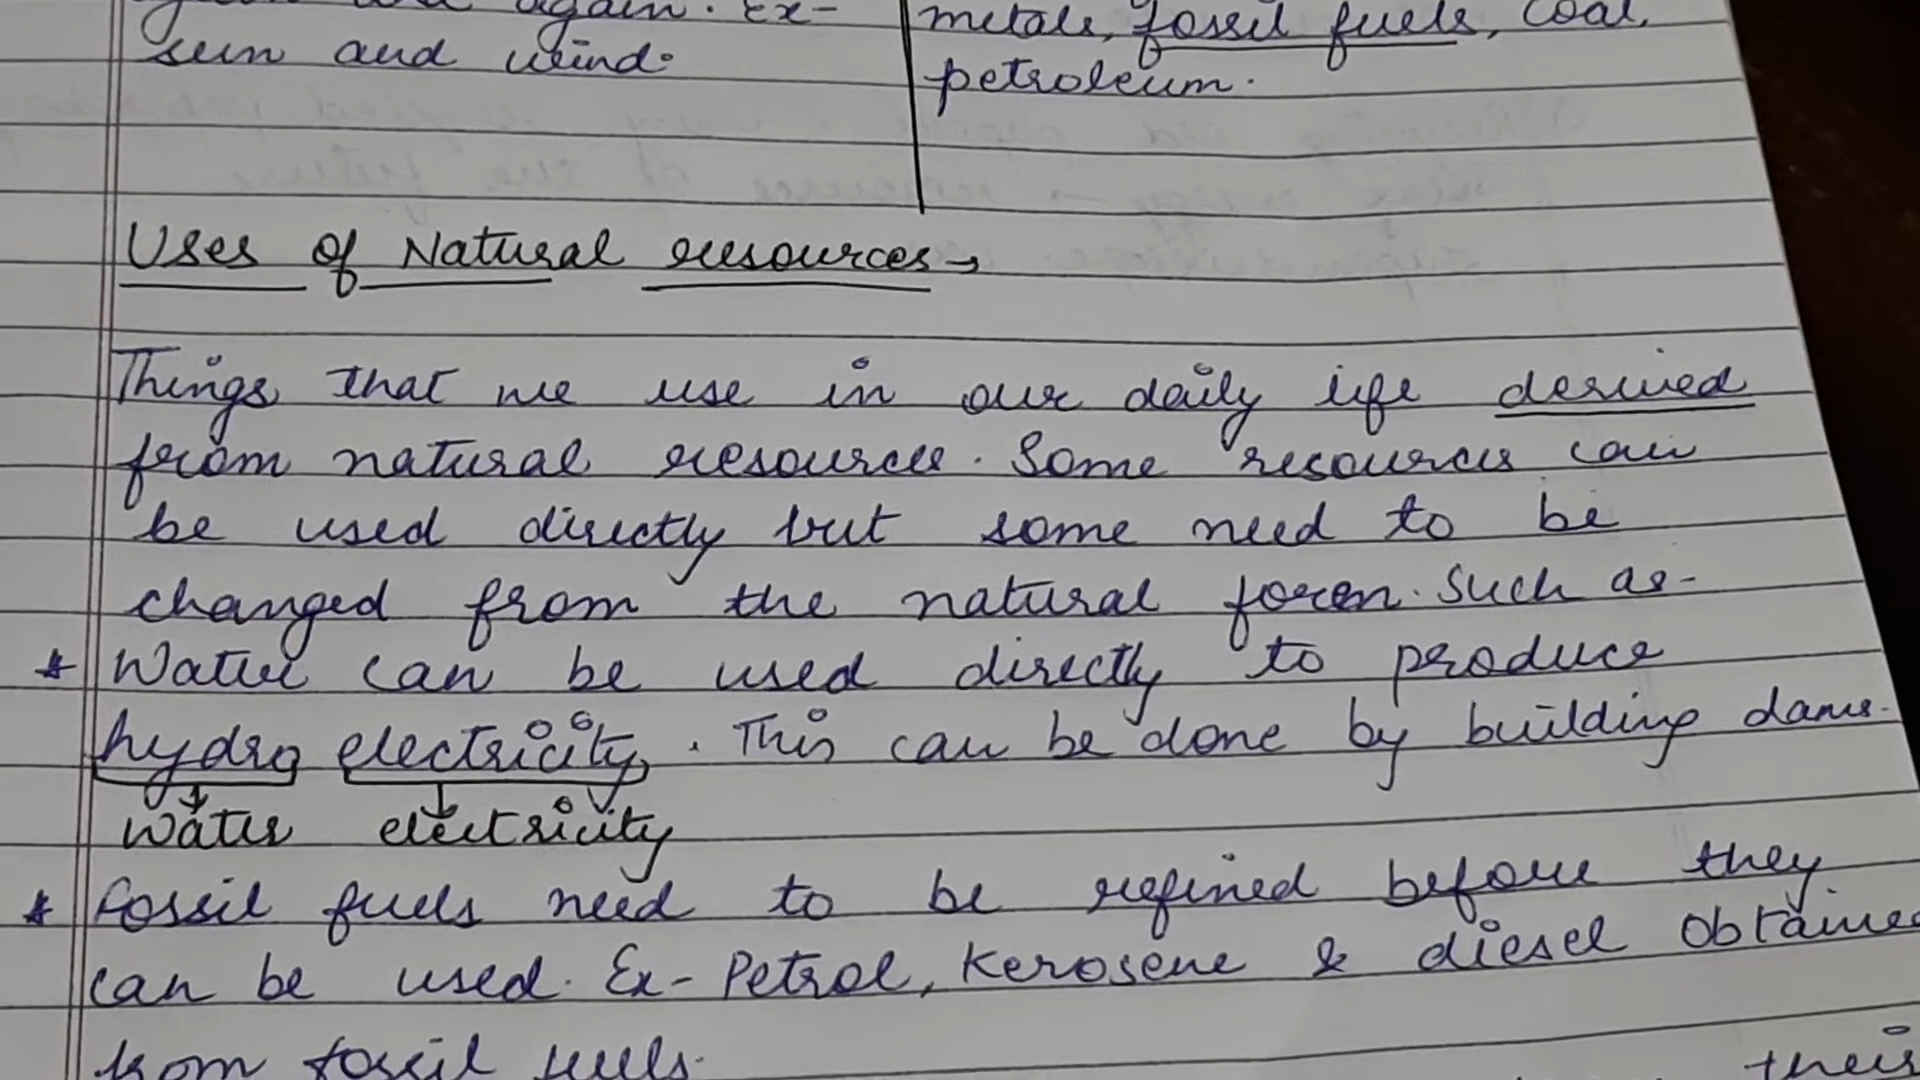 again. Ex-
sun and wind.
metals, fossil fuels, coal,
petroleum.
Uses of Natural resources→
Things that we use in our daily life derived
from natural resources. Some resources can
be used directly but some need to be
changed from the natural form. Such as-
* Water can be used directly to produce
hydro electricity. This can be done by building dams.
water electricity
* Fossil fuels need to be refined before they
can be used. Ex- Petrol, Kerosene & diesel obtained
from fossil fuels.
their